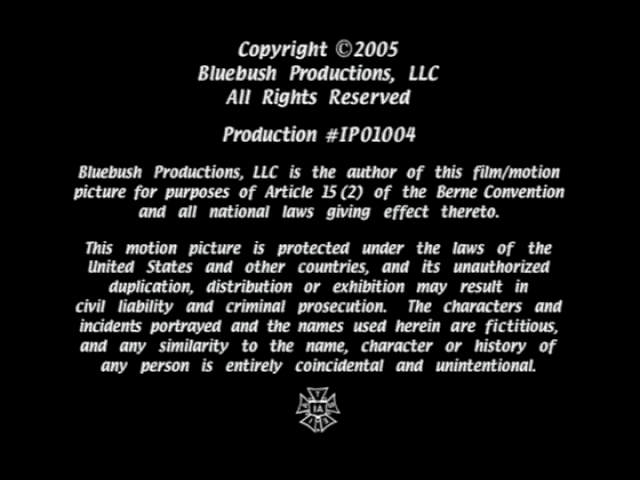 Copyright ©2005
Bluebush Productions, LLC
All Rights Reserved
Production #IP01004
Bluebush Productions, LLC is the author of this film/motion
picture for purposes of Article 15 (2) of the Berne Convention
and all national laws giving effect thereto.
This motion picture is protected under the laws of the
United States and other countries, and its unauthorized
duplication, distribution or exhibition may result in
civil liability and criminal prosecution. The characters and
incidents portrayed and the names used herein are fictitious,
and any similarity to the name, character or history of
any person is entirely coincidental and unintentional.
IA